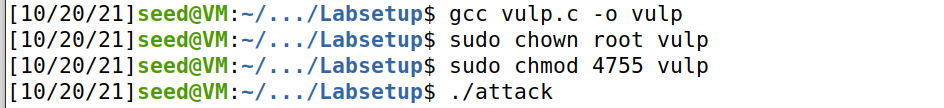 [10/20/21]seed@VM:~/.../Labsetup$ gcc vulp.c -o vulp
[10/20/21]seed@VM:~/.../Labsetup$ sudo chown root vulp
[10/20/21]seed@VM:~/.../Labsetup$ sudo chmod 4755 vulp
[10/20/21]seed@VM:~/.../Labsetup$ ./attack